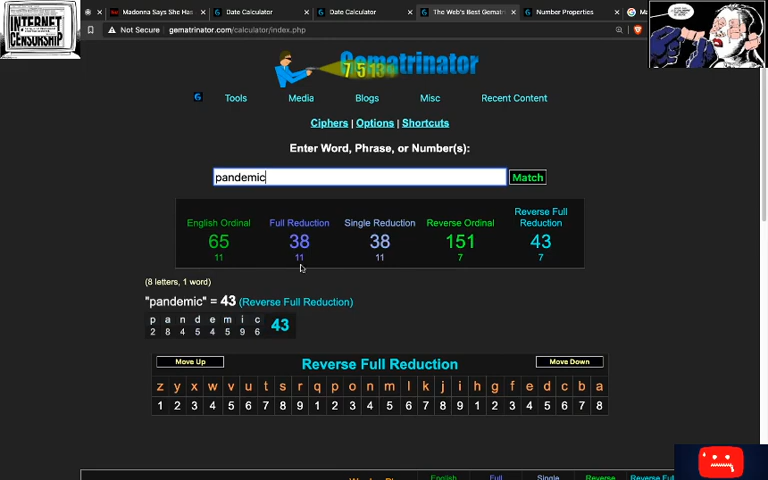 INTERNET
CENSORSHIP
Madonna Says She Has
Date Calculator
Date Calculator
The Web's Best Gemat
Number Properties
Not Secure
gematrinator.com/calculator/index.php
Gematrinator
Tools
Media
Blogs
Misc
Recent Content
Ciphers | Options | Shortcuts
Enter Word, Phrase, or Number(s):
pandemic
Match
English Ordinal
65
11
Full Reduction
38
11
Single Reduction
38
11
Reverse Ordinal
151
7
Reverse Full
Reduction
43
7
(8 letters, 1 word)
"pandemic" = 43 (Reverse Full Reduction)
p a n d e m i c
2 8 4 5 4 5 9 6
43
Move Up
Reverse Full Reduction
Move Down
z y x w v u t s r q p o n m l k j i h g f e d c b a
1 2 3 4 5 6 7 8 9 1 2 3 4 5 6 7 8 9 1 2 3 4 5 6 7 8
English
Full
Single
Reverse
Reverse Full